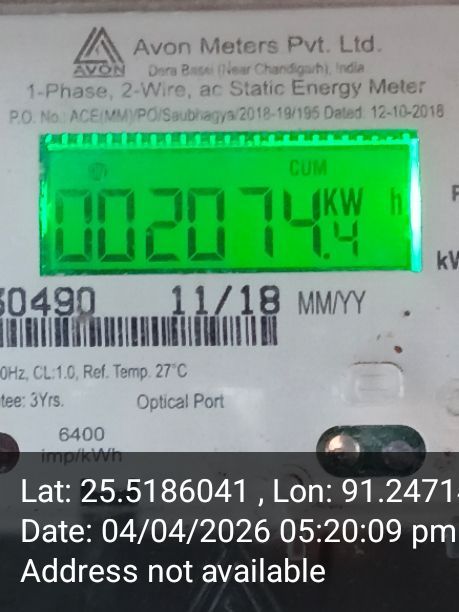 Avon Meters Pvt. Ltd.
AVON
Dera Bassi (Near Chandigarh), India
1-Phase, 2-Wire, ac Static Energy Meter
P.O. No.: ACE(MM)/PO/Saubhagya/2018-19/195 Dated. 12-10-2018
CUM
002074.4 KW h
30490 11/18 MM/YY
0Hz, CL:1.0, Ref. Temp. 27°C
tee: 3Yrs. Optical Port
6400
imp/kWh
Lat: 25.5186041 , Lon: 91.2471
Date: 04/04/2026 05:20:09 pm
Address not available